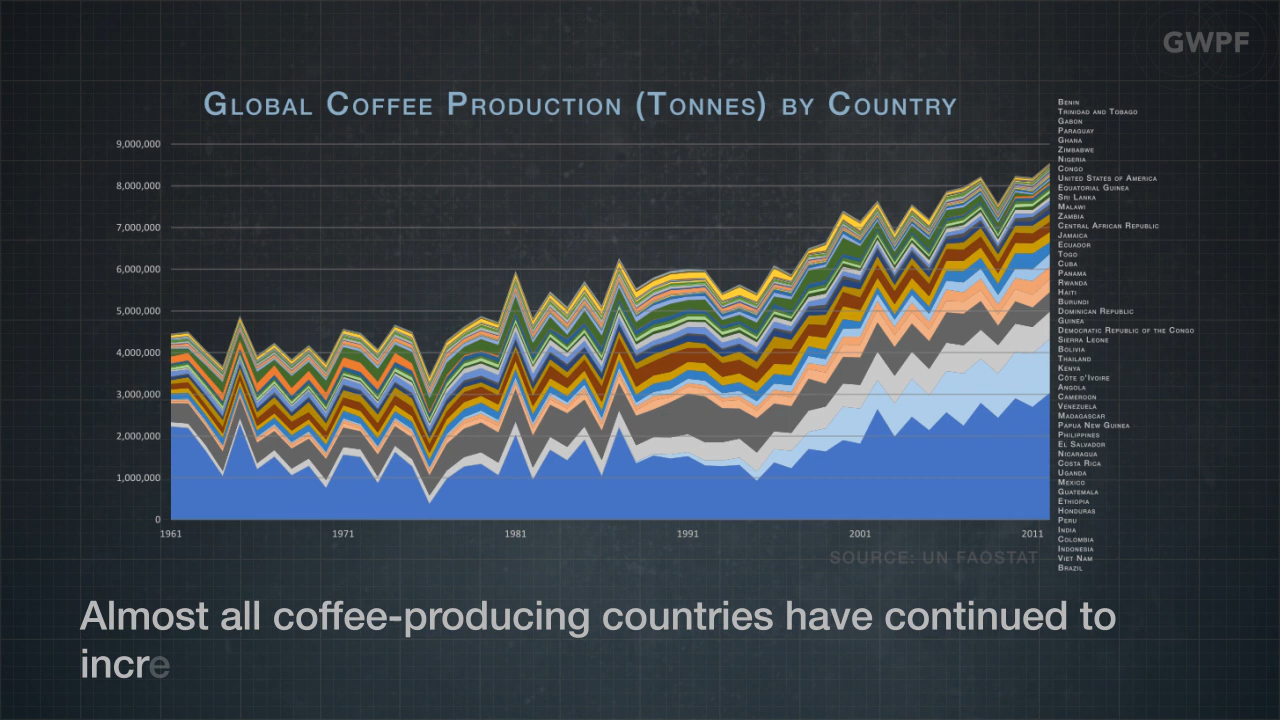 GWPF
Global Coffee Production (Tonnes) by Country
9,000,000
8,000,000
7,000,000
6,000,000
5,000,000
4,000,000
3,000,000
2,000,000
1,000,000
0
1961
1971
1981
1991
2001
2011
Benin
Trinidad and Tobago
Gabon
Paraguay
Ghana
Zimbabwe
Nigeria
Congo
United States of America
Equatorial Guinea
Sri Lanka
Malawi
Zambia
Central African Republic
Jamaica
Ecuador
Togo
Cuba
Panama
Rwanda
Haiti
Burundi
Dominican Republic
Guinea
Democratic Republic of the Congo
Sierra Leone
Bolivia
Thailand
Kenya
Côte d'Ivoire
Angola
Cameroon
Venezuela
Madagascar
Papua New Guinea
Philippines
El Salvador
Nicaragua
Costa Rica
Uganda
Mexico
Guatemala
Ethiopia
Honduras
Peru
India
Colombia
Indonesia
Viet Nam
Brazil
SOURCE: UN FAOSTAT
Almost all coffee-producing countries have continued to
incre